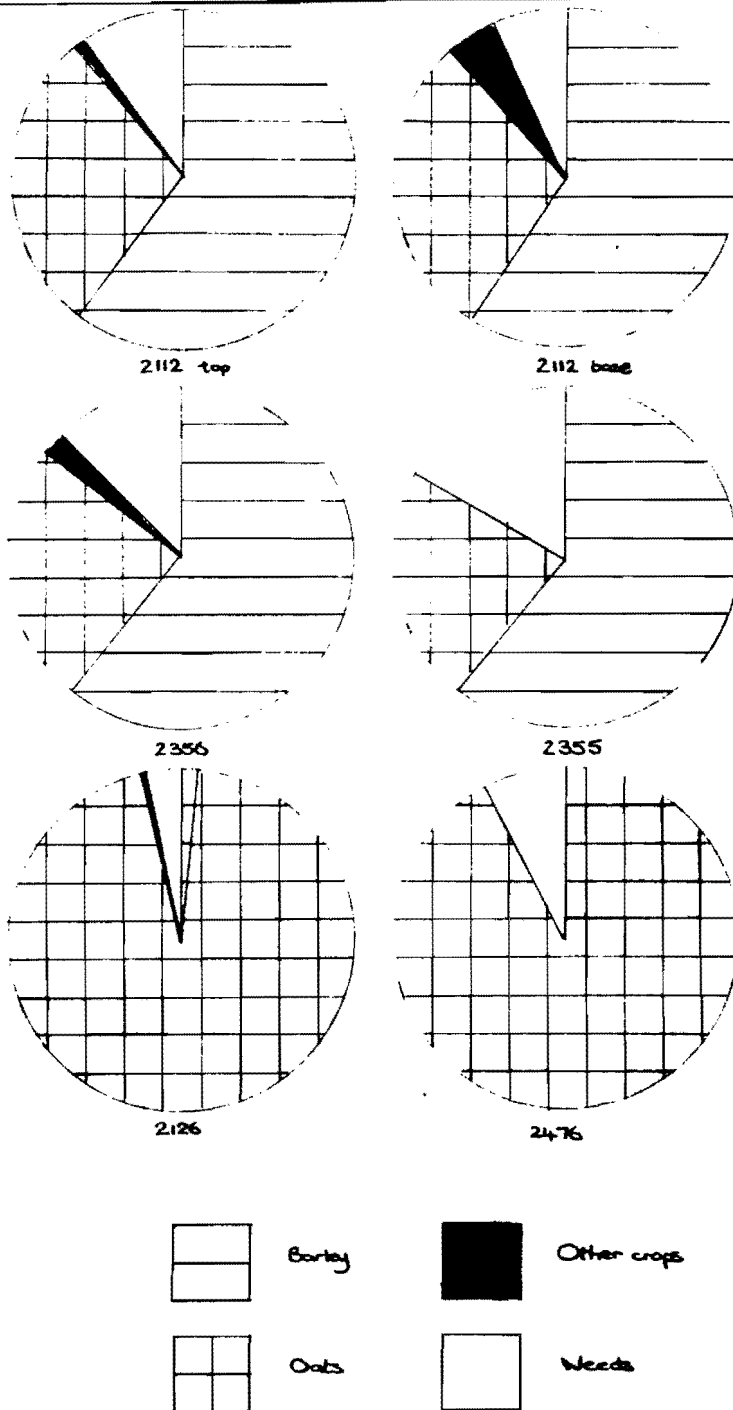 2112 top
2112 base
2356
2355
2126
2476
Barley
Other crops
Oats
Weeds